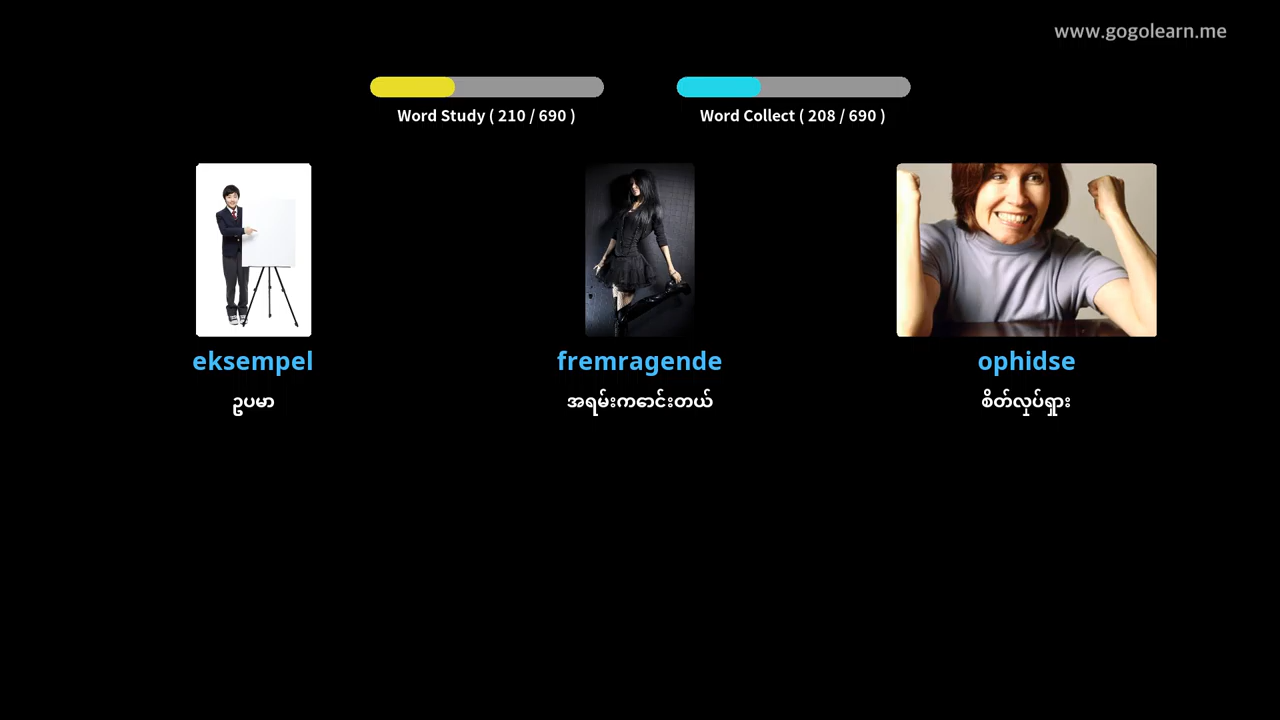 www.gogolearn.me
Word Study ( 210 / 690 )
Word Collect ( 208 / 690 )
eksempel
fremragende
ophidse
ဥပမာ
အရမ်းကောင်းတယ်
စိတ်လှုပ်ရှား